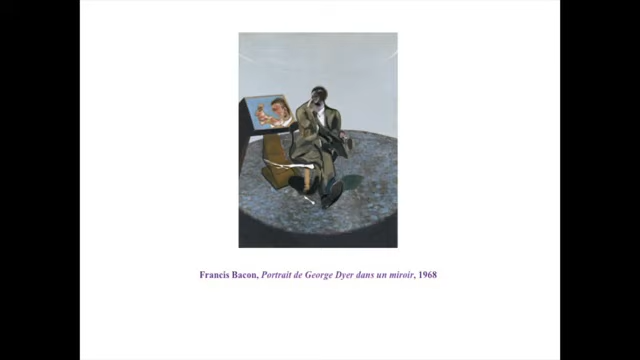 Francis Bacon, Portrait de George Dyer dans un miroir, 1968